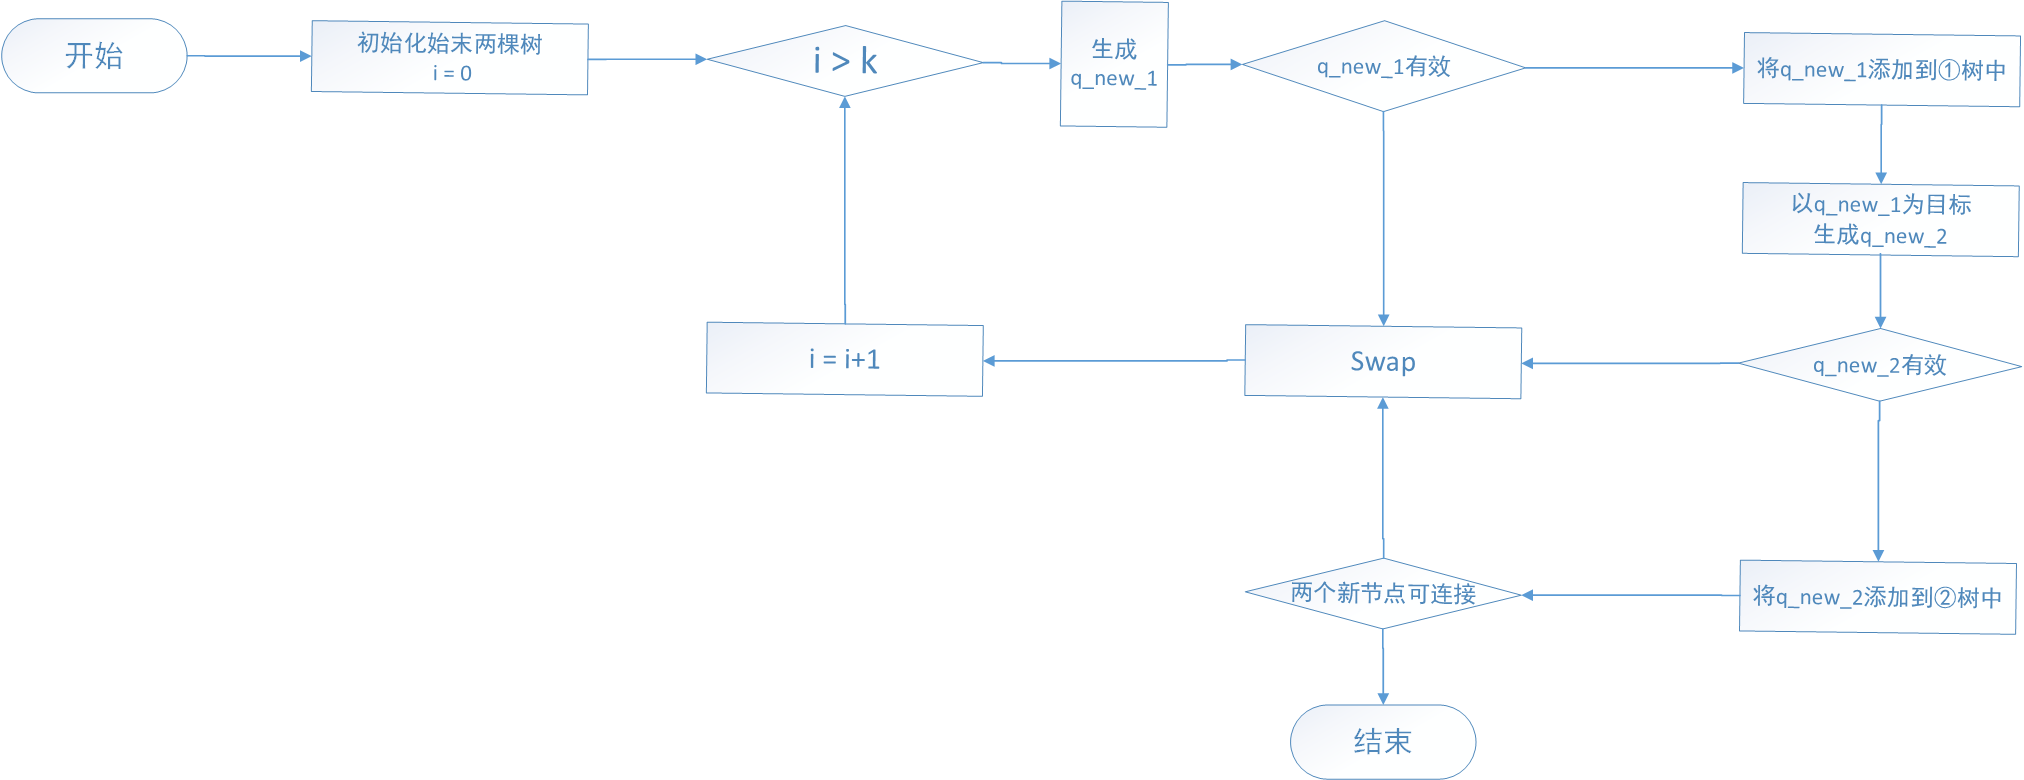 开始
初始化始末两棵树
i = 0
i > k
生成
q_new_1
q_new_1有效
将q_new_1添加到①树中
以q_new_1为目标
生成q_new_2
q_new_2有效
Swap
i = i+1
将q_new_2添加到②树中
两个新节点可连接
结束